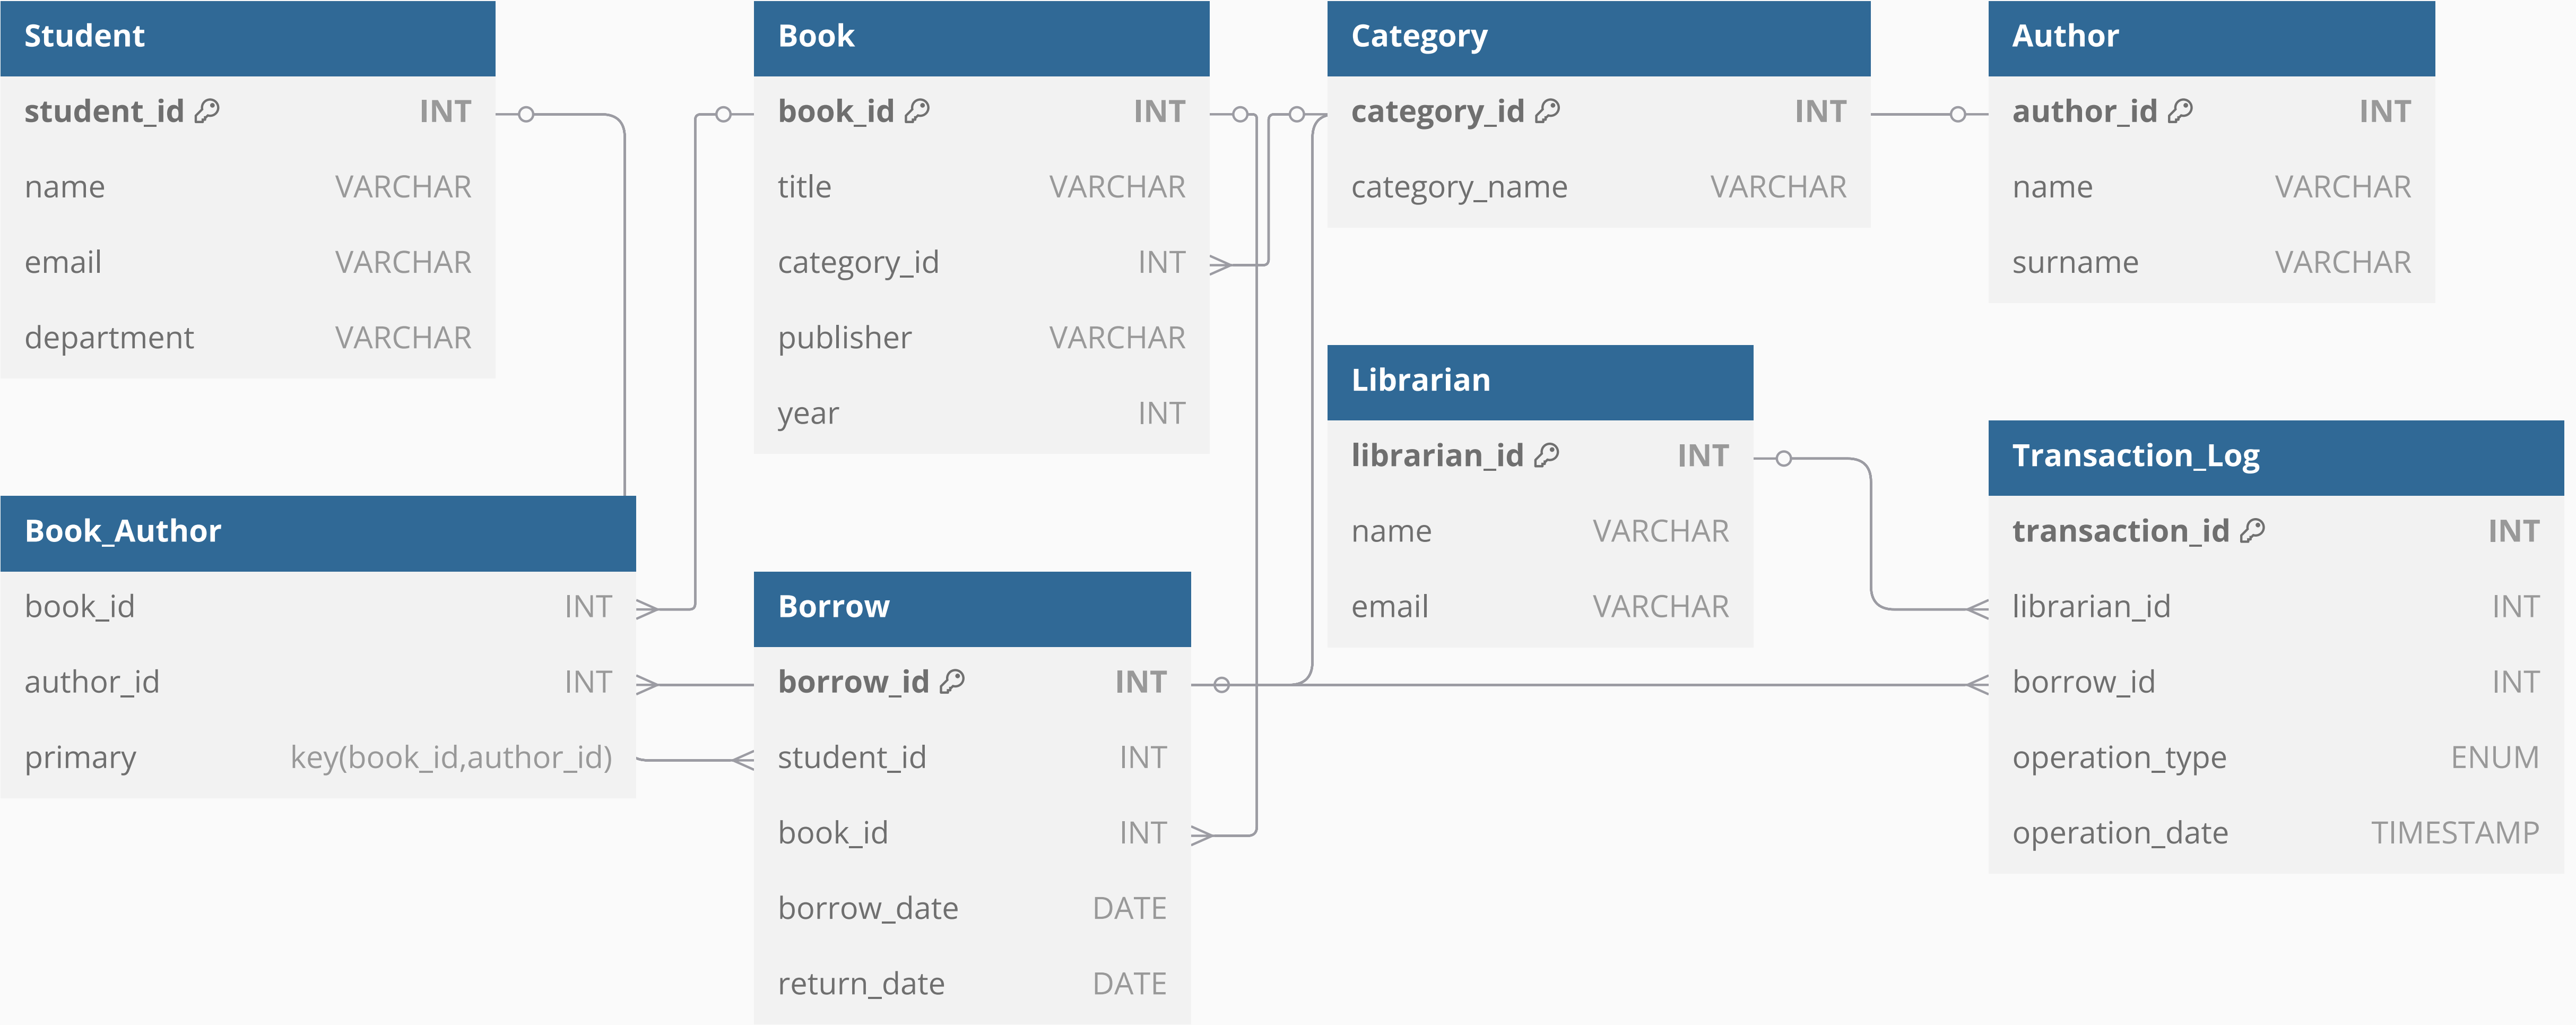 Student
student_id INT
name VARCHAR
email VARCHAR
department VARCHAR
Book
book_id INT
title VARCHAR
category_id INT
publisher VARCHAR
year INT
Category
category_id INT
category_name VARCHAR
Author
author_id INT
name VARCHAR
surname VARCHAR
Librarian
librarian_id INT
name VARCHAR
email VARCHAR
Transaction_Log
transaction_id INT
librarian_id INT
borrow_id INT
operation_type ENUM
operation_date TIMESTAMP
Book_Author
book_id INT
author_id INT
primary key(book_id,author_id)
Borrow
borrow_id INT
student_id INT
book_id INT
borrow_date DATE
return_date DATE